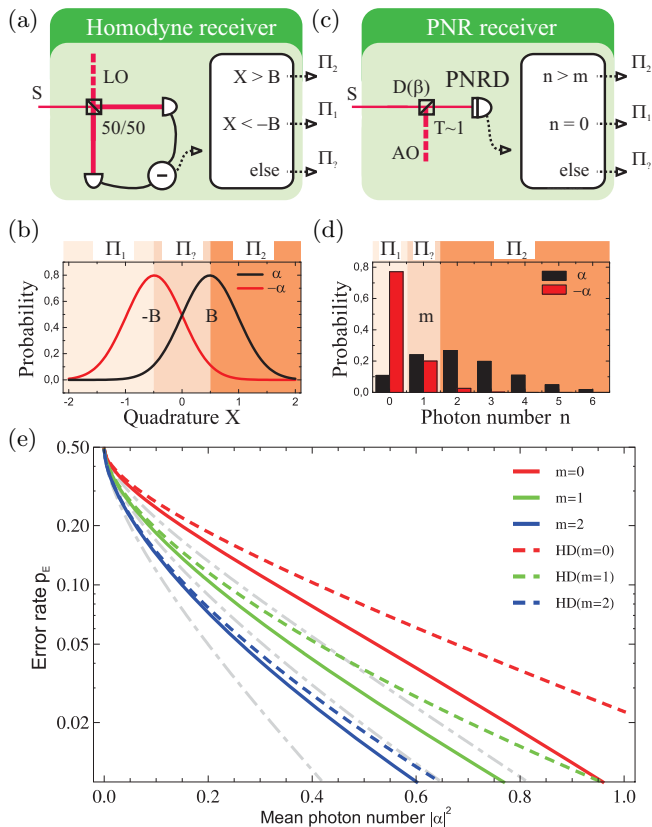 (a)
Homodyne receiver
LO
S
50/50
−
X > B
X < −B
else
Π2
Π1
Π?
(c)
PNR receiver
S
D(β)
PNRD
T~1
AO
n > m
n = 0
else
Π2
Π1
Π?
(b)
Π1
Π?
Π2
0,8
0,6
0,4
0,2
0,0
Probability
α
−α
-B
B
-2
-1
0
1
2
Quadrature X
(d)
Π1
Π?
Π2
0,8
0,6
0,4
0,2
0,0
Probability
α
−α
m
0
1
2
3
4
5
6
Photon number n
(e)
0.50
0.20
0.10
0.05
0.02
Error rate pE
m=0
m=1
m=2
HD(m=0)
HD(m=1)
HD(m=2)
0.0
0.2
0.4
0.6
0.8
1.0
Mean photon number |α|²